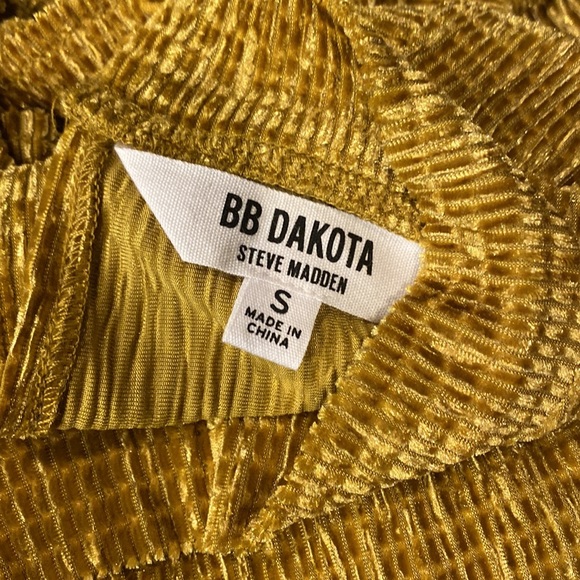 BB DAKOTA
STEVE MADDEN
S
MADE IN
CHINA